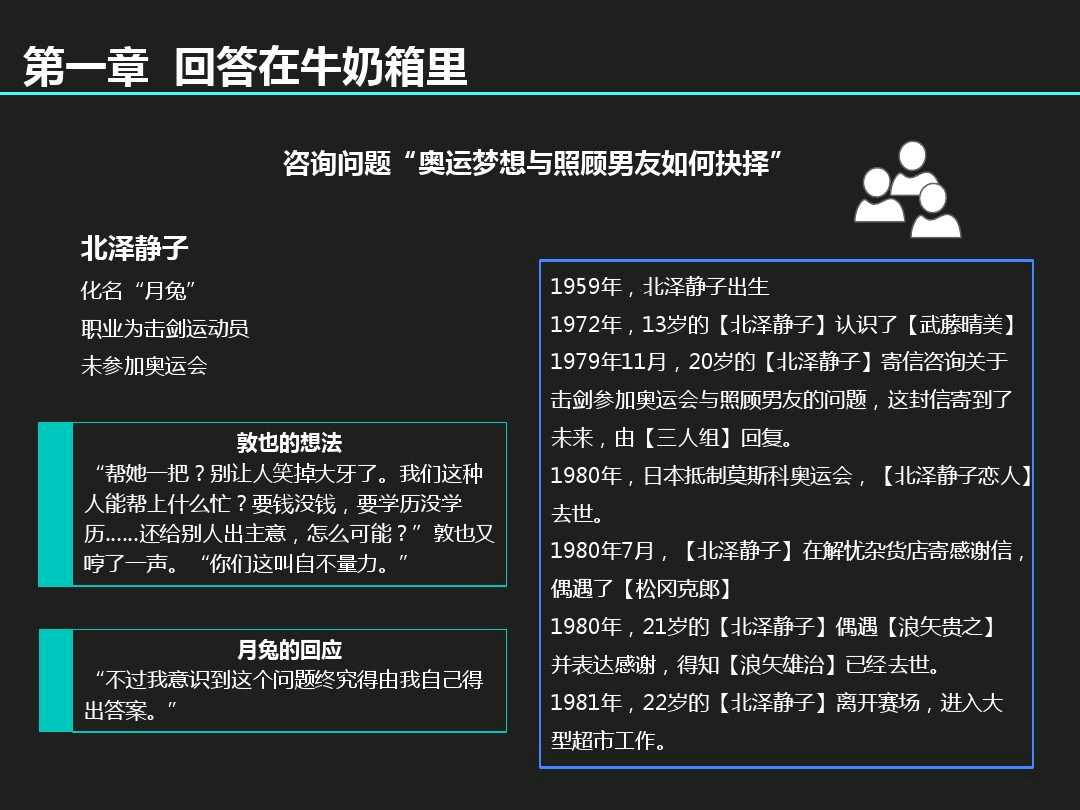 第一章 回答在牛奶箱里
咨询问题“奥运梦想与照顾男友如何抉择”
北泽静子
化名“月兔”
职业为击剑运动员
未参加奥运会
敦也的想法
“帮她一把？别让人笑掉大牙了。我们这种
人能帮上什么忙？要钱没钱，要学历没学
历……还给别人出主意，怎么可能？”敦也又
哼了一声。“你们这叫自不量力。”
月兔的回应
“不过我意识到这个问题终究得由我自己得
出答案。”
1959年，北泽静子出生
1972年，13岁的【北泽静子】认识了【武藤晴美】
1979年11月，20岁的【北泽静子】寄信咨询关于
击剑参加奥运会与照顾男友的问题，这封信寄到了
未来，由【三人组】回复。
1980年，日本抵制莫斯科奥运会，【北泽静子恋人】
去世。
1980年7月，【北泽静子】在解忧杂货店寄感谢信，
偶遇了【松冈克郎】
1980年，21岁的【北泽静子】偶遇【浪矢贵之】
并表达感谢，得知【浪矢雄治】已经去世。
1981年，22岁的【北泽静子】离开赛场，进入大
型超市工作。